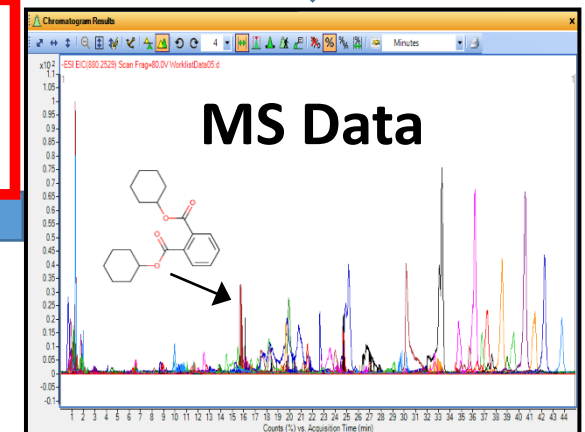 Chromatogram Results
4 % % Minutes
x10 2 -ESI EIC(880.2529) Scan Frag=80.0V WorklistData05.d
1.1
1 1
1.05
1
0.95
0.9
0.85
0.8
0.75
0.7
0.65
0.6
0.55
0.5
0.45
0.4
0.35
0.3
0.25
0.2
0.15
0.1
0.05
0
-0.05
-0.1
MS Data
O
O
O
O
1 2 3 4 5 6 7 8 9 10 11 12 13 14 15 16 17 18 19 20 21 22 23 24 25 26 27 28 29 30 31 32 33 34 35 36 37 38 39 40 41 42 43 44
Counts (%) vs. Acquisition Time (min)